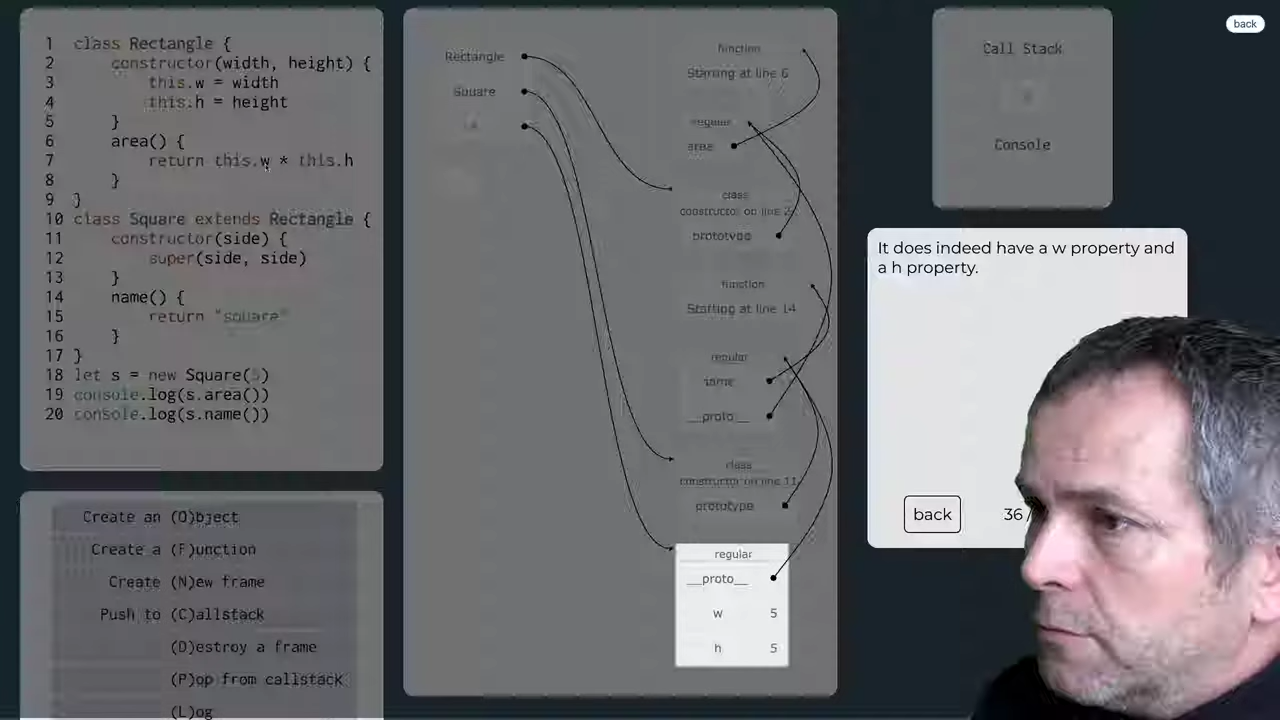 back
1 class Rectangle {
2 constructor(width, height) {
3 this.w = width
4 this.h = height
5 }
6 area() {
7 return this.w * this.h
8 }
9 }
10 class Square extends Rectangle {
11 constructor(side) {
12 super(side, side)
13 }
14 name() {
15 return "square"
16 }
17 }
18 let s = new Square(5)
19 console.log(s.area())
20 console.log(s.name())
Create an (O)bject
Create a (F)unction
Create (N)ew frame
Push to (C)allstack
(D)estroy a frame
(P)op from callstack
(L)og
Rectangle
Square
function
Starting at line 6
regular
area
class
constructor on line 2
prototype
function
Starting at line 14
regular
name
__proto__
class
constructor on line 11
prototype
regular
__proto__
w 5
h 5
Call Stack
Console
It does indeed have a w property and
a h property.
back
36 /